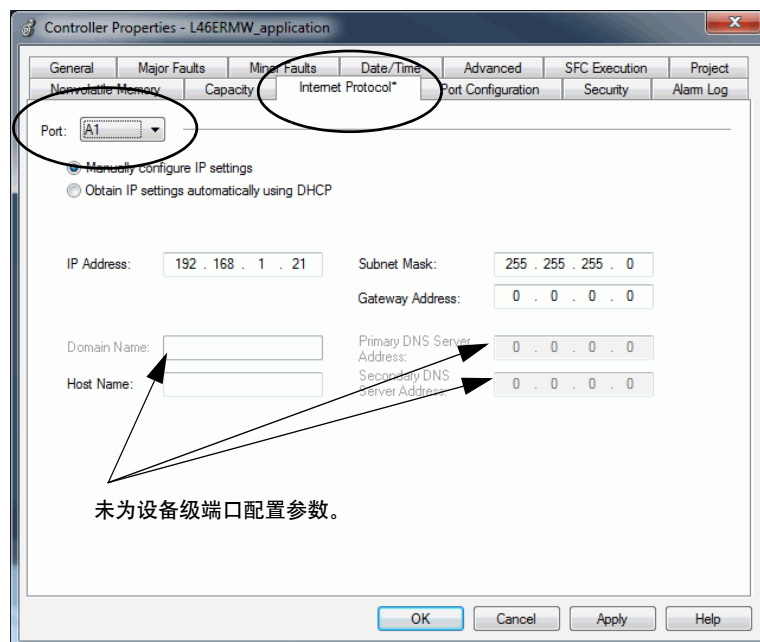 Controller Properties - L46ERMW_application
General Major Faults Minor Faults Date/Time Advanced SFC Execution Project
Nonvolatile Memory Capacity Internet Protocol* Port Configuration Security Alarm Log
Port: A1
Manually configure IP settings
Obtain IP settings automatically using DHCP
IP Address: 192 . 168 . 1 . 21 Subnet Mask: 255 . 255 . 255 . 0
Gateway Address: 0 . 0 . 0 . 0
Domain Name: Primary DNS Server Address: 0 . 0 . 0 . 0
Host Name: Secondary DNS Server Address: 0 . 0 . 0 . 0
未为设备级端口配置参数。
OK Cancel Apply Help